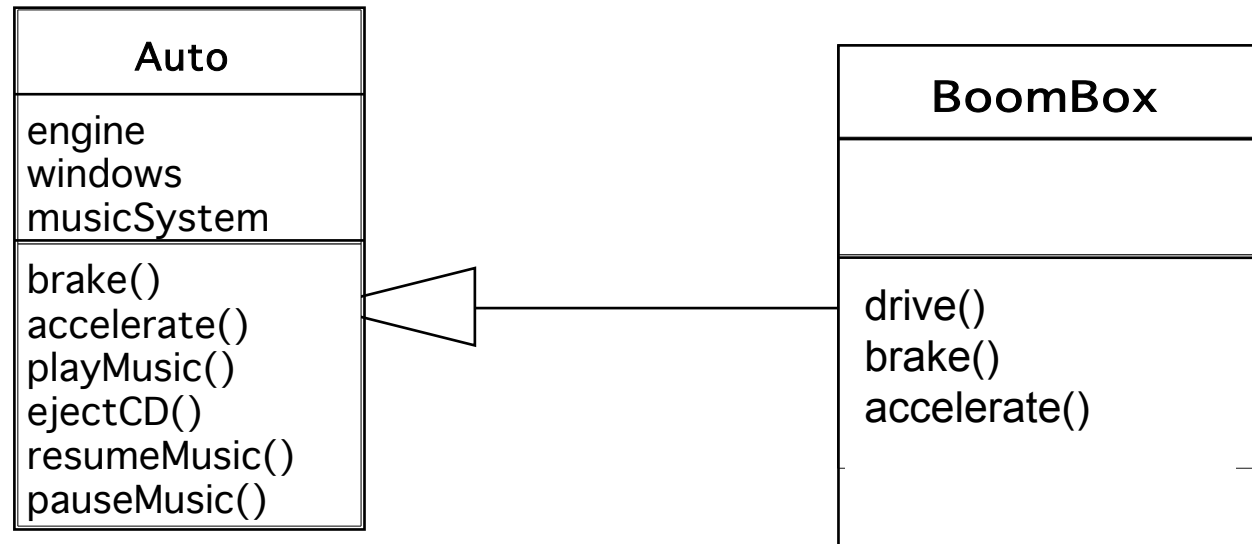 Auto
engine
windows
musicSystem
brake()
accelerate()
playMusic()
ejectCD()
resumeMusic()
pauseMusic()
BoomBox
drive()
brake()
accelerate()